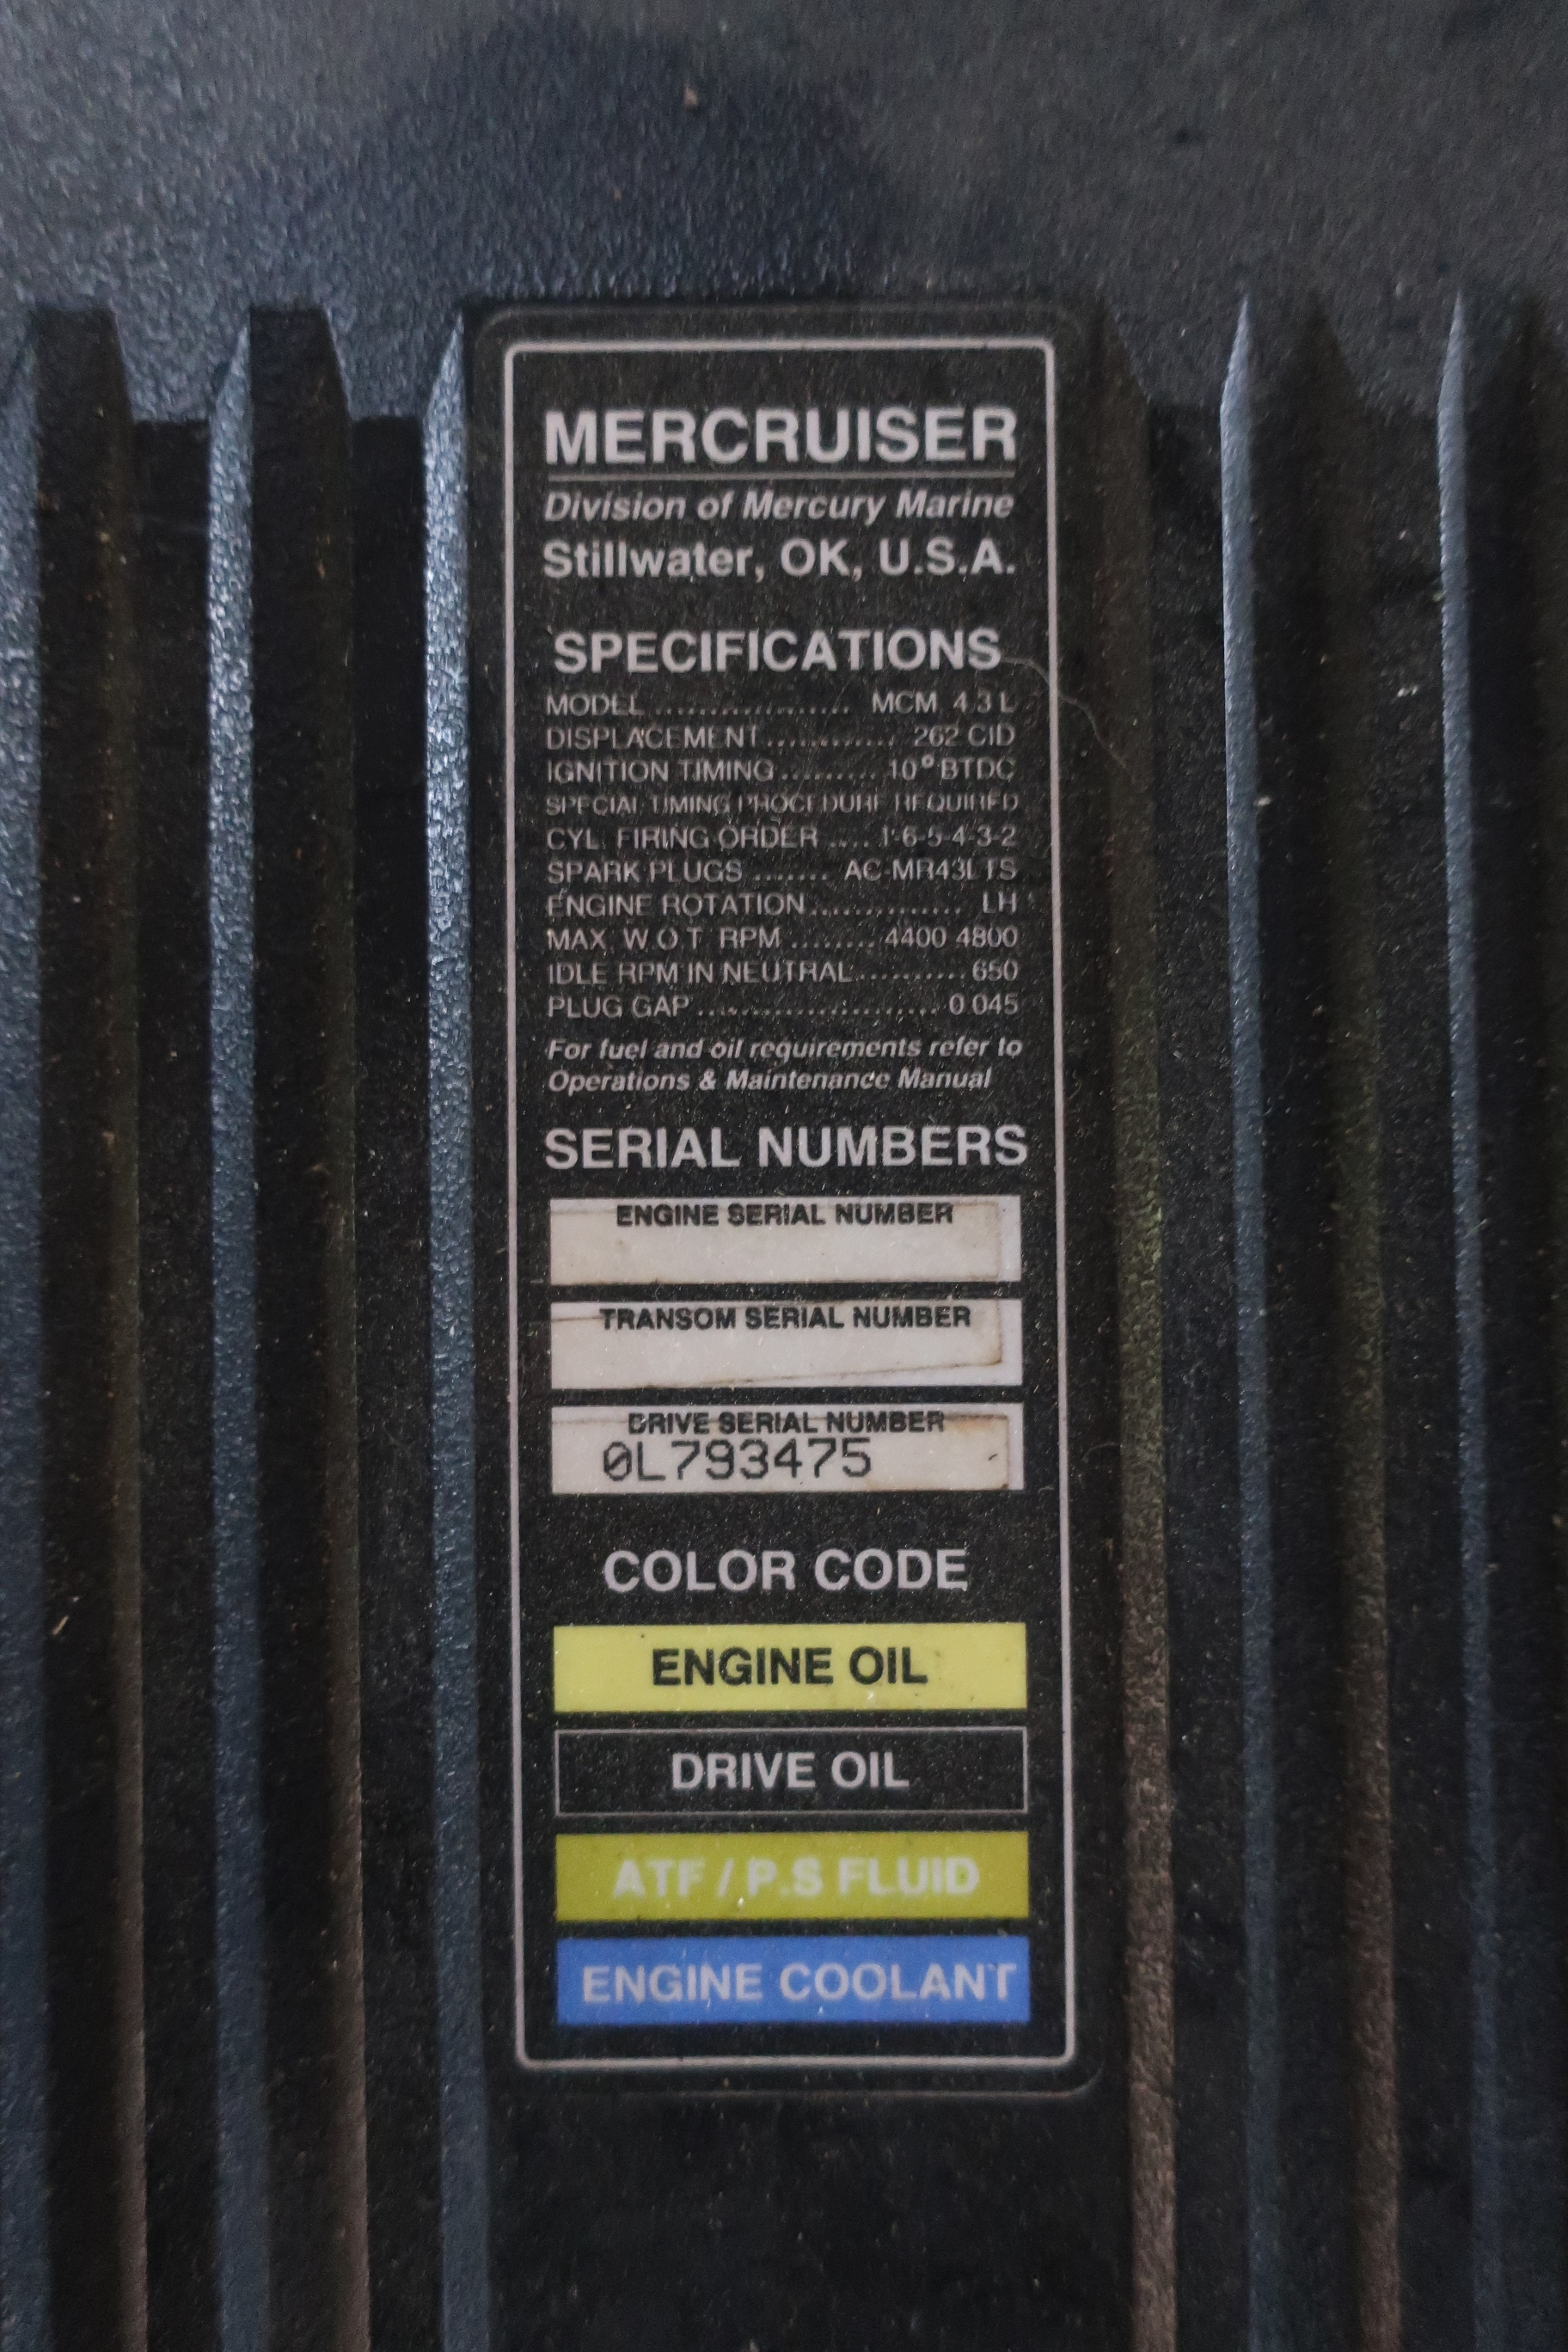 MERCRUISER
Division of Mercury Marine
Stillwater, OK, U.S.A.
SPECIFICATIONS
MODEL .................. MCM 4.3 L
DISPLACEMENT............ 262 CID
IGNITION TIMING ......... 10° BTDC
SPECIAL TIMING PROCEDURE REQUIRED
CYL. FIRING ORDER .... 1-6-5-4-3-2
SPARK PLUGS ....... AC-MR43LTS
ENGINE ROTATION.............. LH
MAX W.O.T. RPM ........ 4400 4800
IDLE RPM IN NEUTRAL.......... 650
PLUG GAP ...................... 0.045
For fuel and oil requirements refer to
Operations & Maintenance Manual
SERIAL NUMBERS
ENGINE SERIAL NUMBER
TRANSOM SERIAL NUMBER
DRIVE SERIAL NUMBER
0L793475
COLOR CODE
ENGINE OIL
DRIVE OIL
ATF / P.S FLUID
ENGINE COOLANT